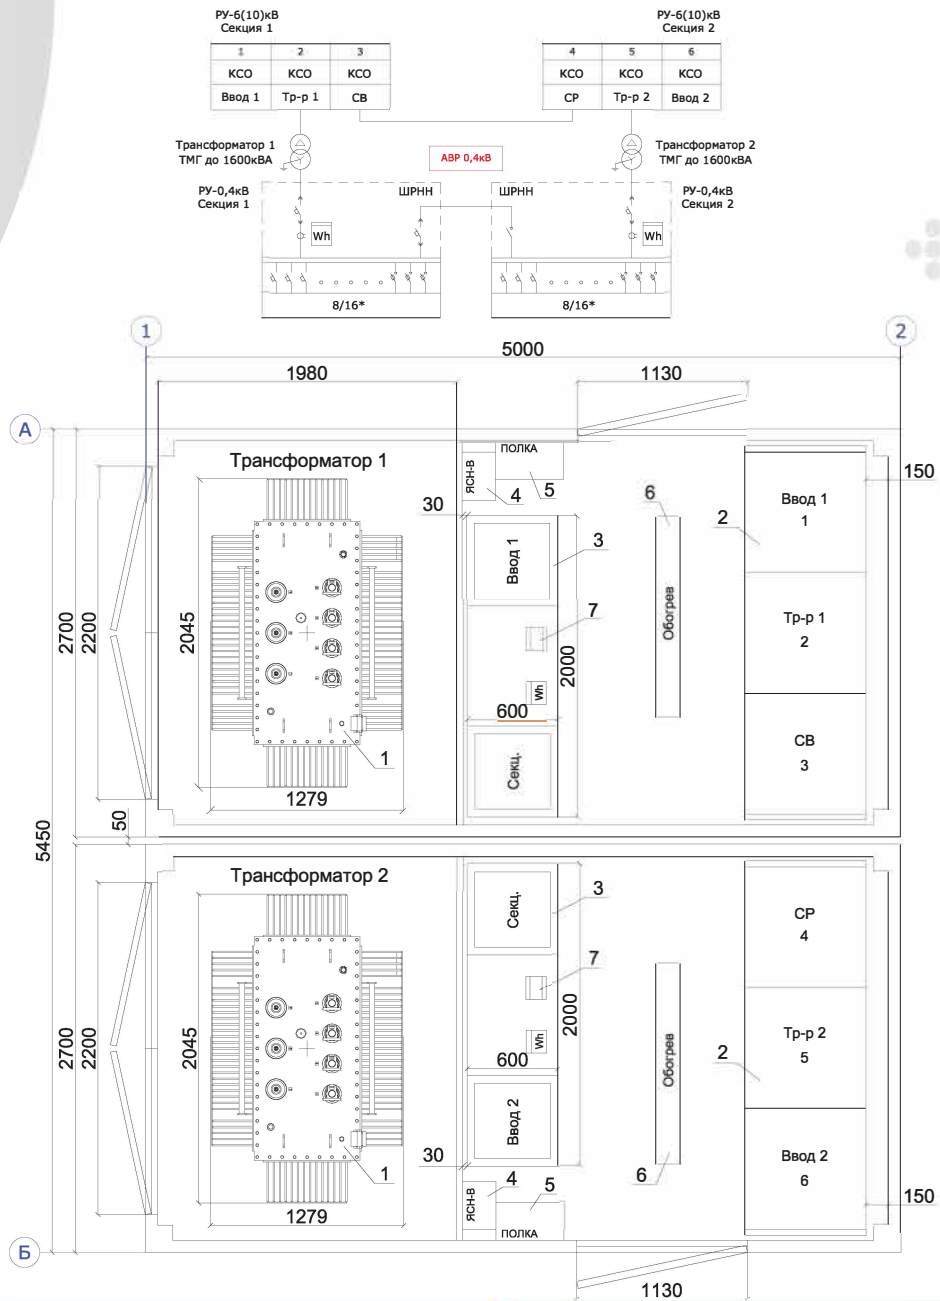 РУ-6(10)кВ
Секция 1
РУ-6(10)кВ
Секция 2
1 2 3
КСО КСО КСО
Ввод 1 Тр-р 1 СВ
4 5 6
КСО КСО КСО
СР Тр-р 2 Ввод 2
Трансформатор 1
ТМГ до 1600кВА
АВР 0,4кВ
Трансформатор 2
ТМГ до 1600кВА
РУ-0,4кВ
Секция 1
ШРНН
ШРНН
РУ-0,4кВ
Секция 2
Wh
Wh
8/16*
8/16*
1
2
5000
1980
1130
А
Трансформатор 1
ПОЛКА
ЯСН-В
4
5
6
150
30
2
Ввод 1
1
Ввод 1
3
7
Обогрев
Тр-р 1
2
2700
2200
2045
2000
Wh
600
СВ
3
Секц.
1
1279
50
5450
Трансформатор 2
Секц.
3
СР
4
7
2700
2200
2045
2000
Wh
600
Обогрев
2
Тр-р 2
5
Ввод 2
30
1
4
5
6
Ввод 2
6
150
ЯСН-В
ПОЛКА
1279
Б
1130